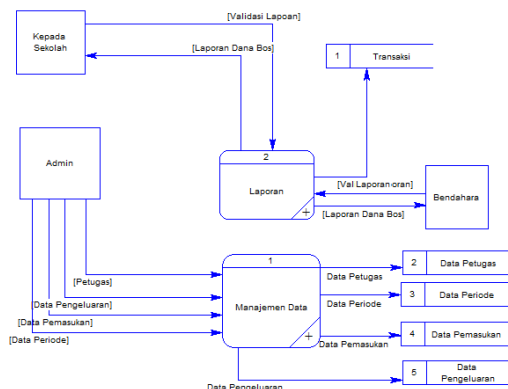 [Validasi Lapoan]
Kepada
Sekolah
[Laporan Dana Bos]
1 Transaksi
Admin
2
Laporan
[Val Laporan
oran]
Bendahara
[Laporan Dana Bos]
1
Manajemen Data
[Petugas]
[Data Pengeluaran]
[Data Pemasukan]
[Data Periode]
Data Petugas
2 Data Petugas
Data Periode
3 Data Periode
Data Pemasukan
4 Data Pemasukan
Data Pengeluaran
5 Data
Pengeluaran